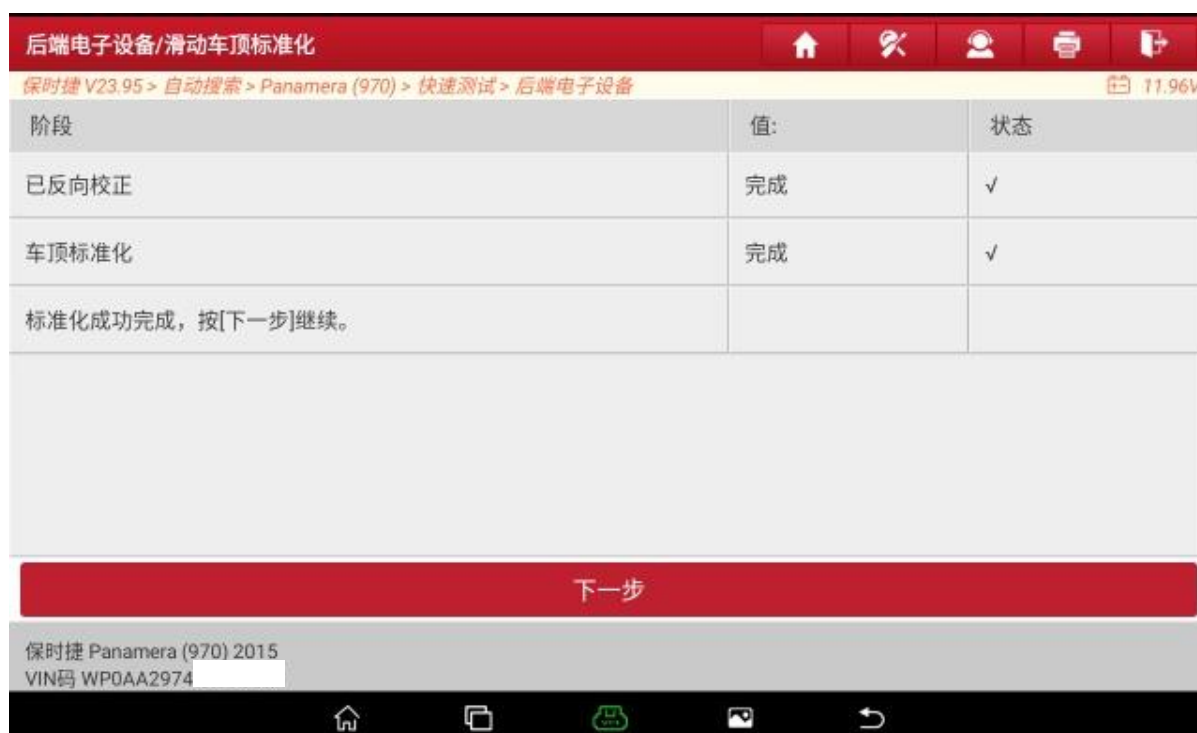 后端电子设备/滑动车顶标准化
保时捷 V23.95 > 自动搜索 > Panamera (970) > 快速测试 > 后端电子设备 11.96V
阶段 值: 状态
已反向校正 完成 √
车顶标准化 完成 √
标准化成功完成，按[下一步]继续。
下一步
保时捷 Panamera (970) 2015
VIN码 WP0AA2974